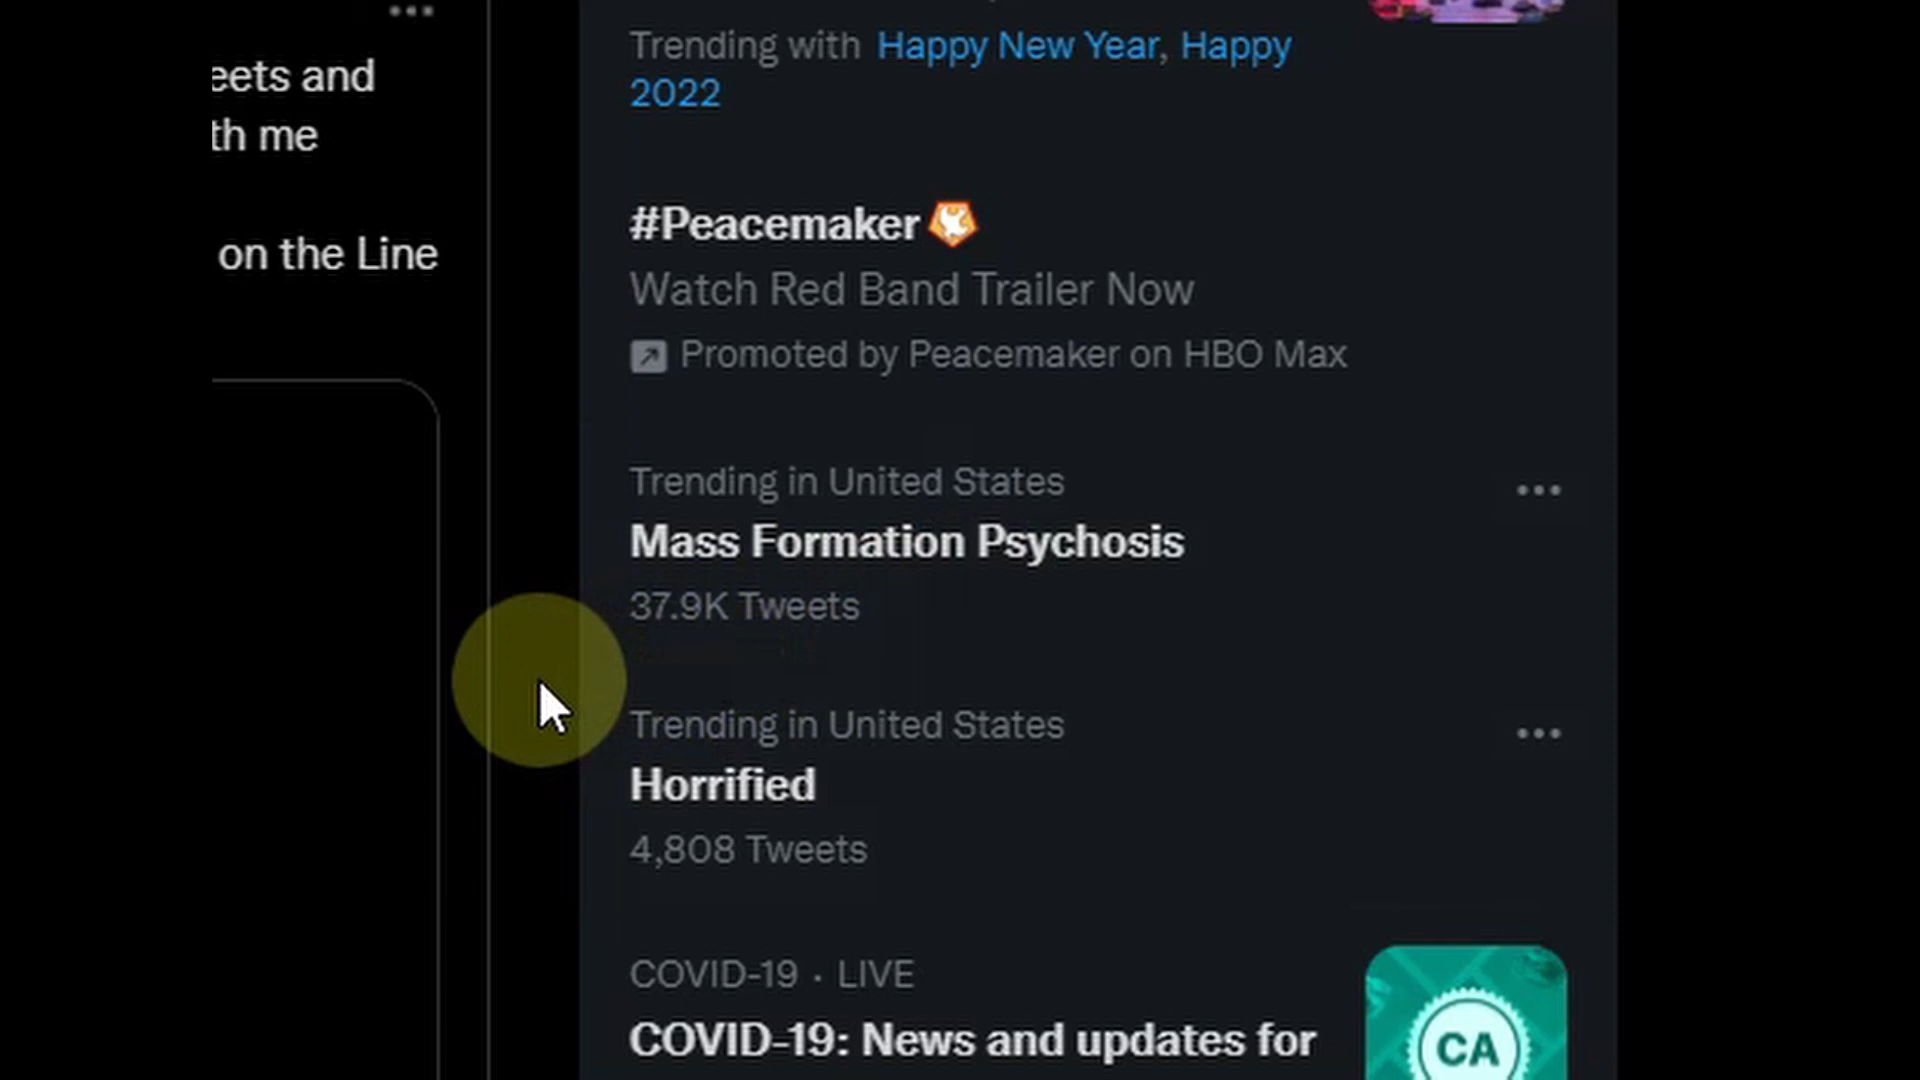 eets and
th me
on the Line
Trending with Happy New Year, Happy
2022
#Peacemaker
Watch Red Band Trailer Now
Promoted by Peacemaker on HBO Max
Trending in United States
Mass Formation Psychosis
37.9K Tweets
Trending in United States
Horrified
4,808 Tweets
COVID-19 · LIVE
COVID-19: News and updates for
CA